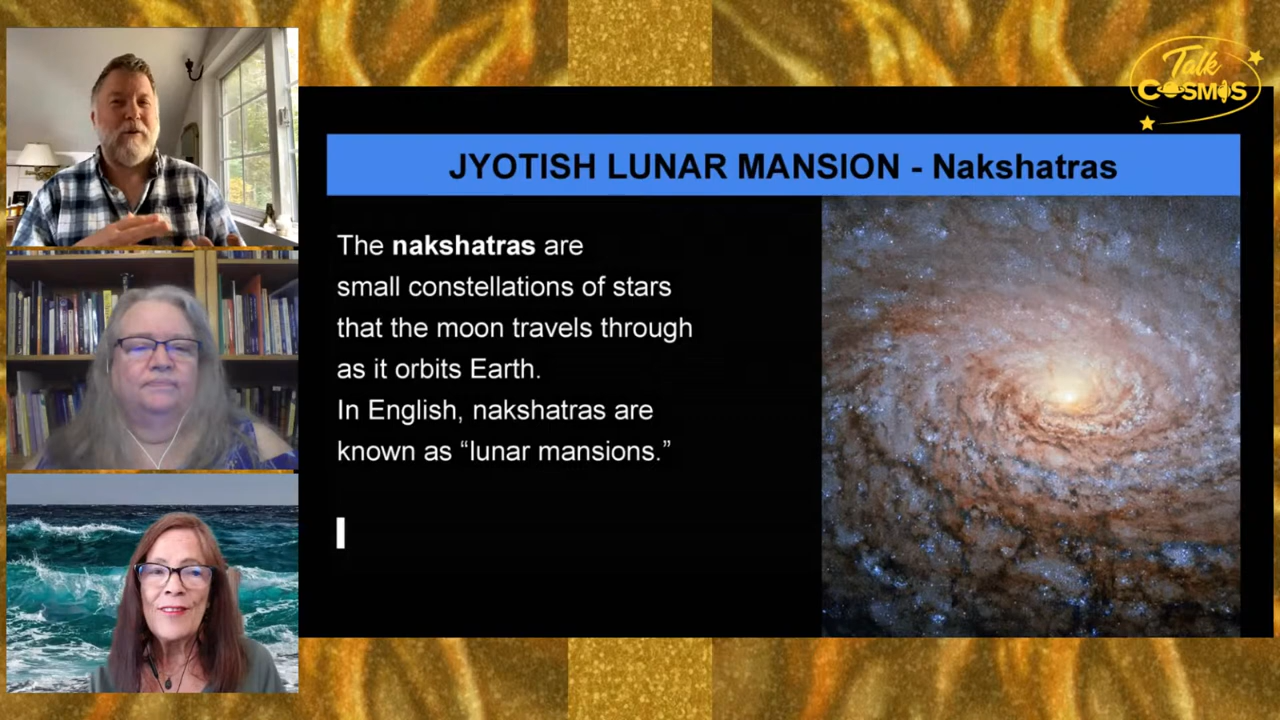 Talk
COSMOS
JYOTISH LUNAR MANSION - Nakshatras
The nakshatras are
small constellations of stars
that the moon travels through
as it orbits Earth.
In English, nakshatras are
known as “lunar mansions.”